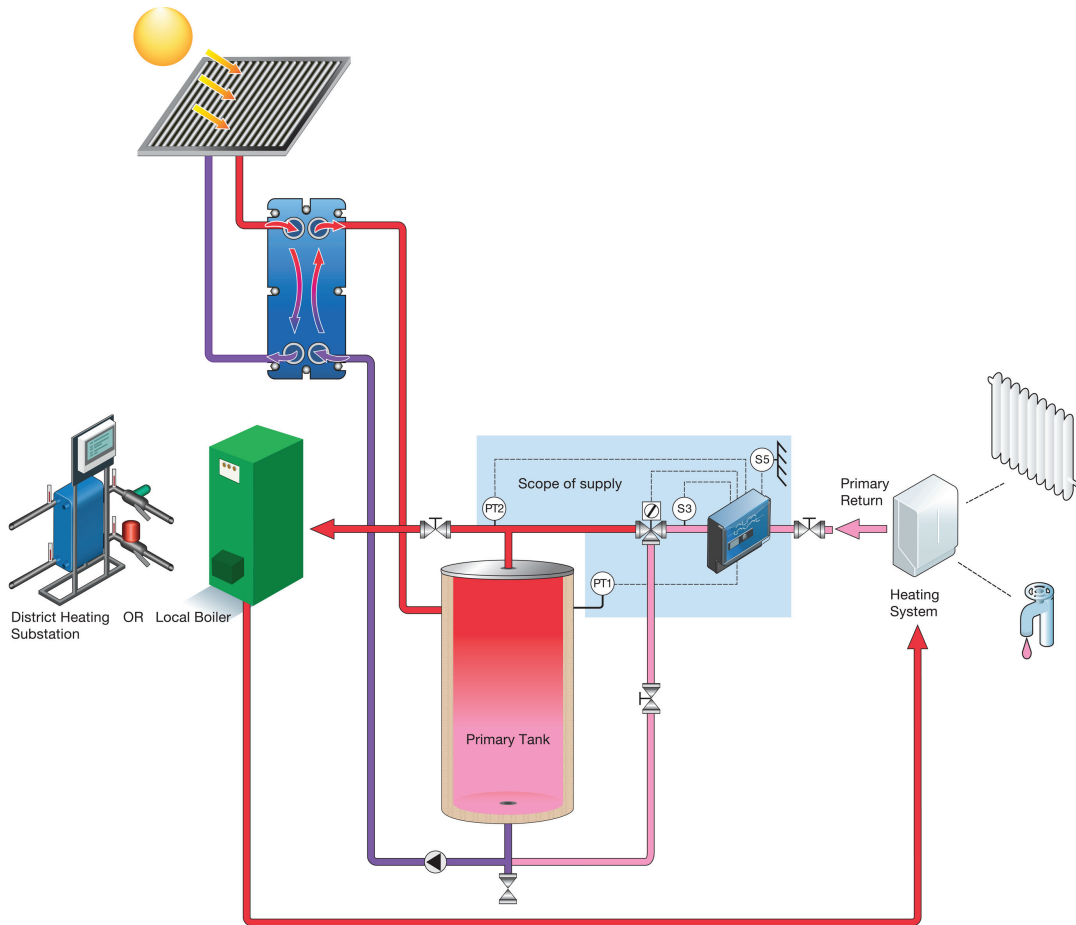 Scope of supply
S5
PT2
S3
Primary
Return
PT1
District Heating
Substation
OR
Local Boiler
Heating
System
Primary Tank